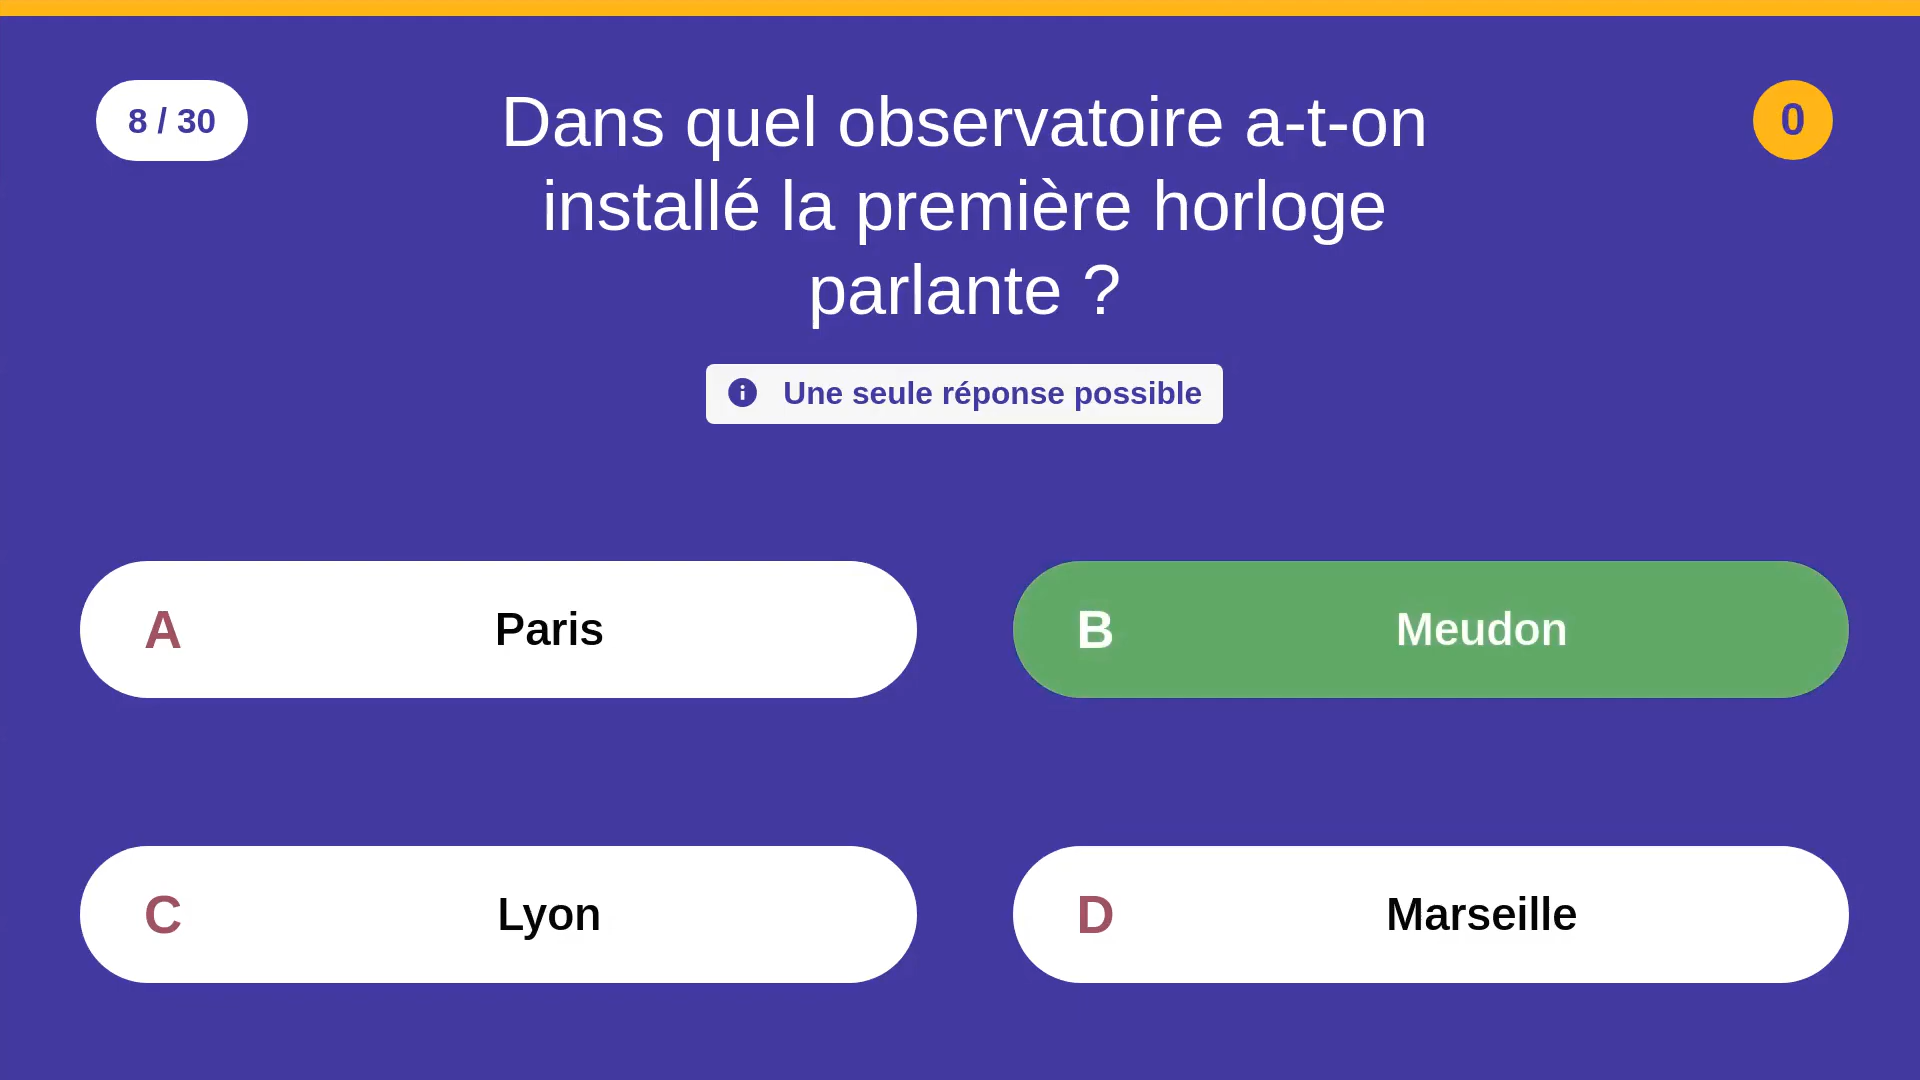 8 / 30
Dans quel observatoire a-t-on
installé la première horloge
parlante ?
0
Une seule réponse possible
A Paris
B Meudon
C Lyon
D Marseille